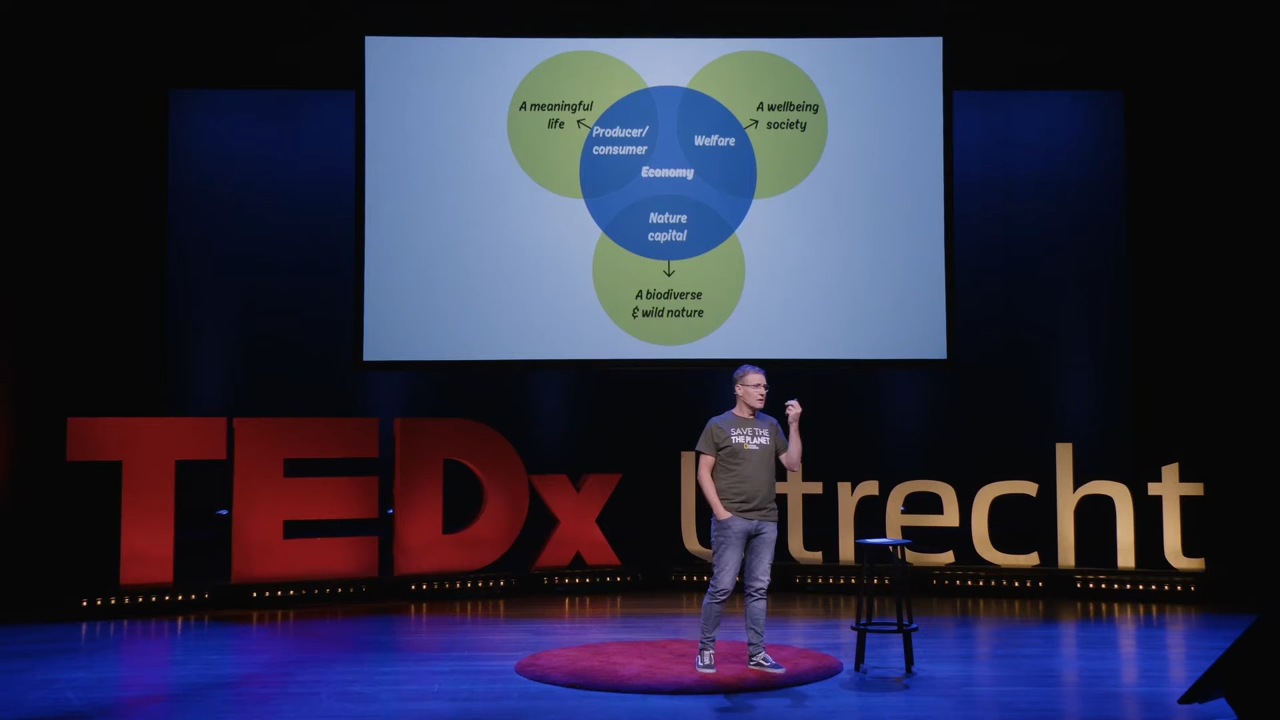 A meaningful
life
A wellbeing
society
Producer/
consumer
Welfare
Economy
Nature
capital
A biodiverse
& wild nature
SAVE THE
THE PLANET
TEDx Utrecht